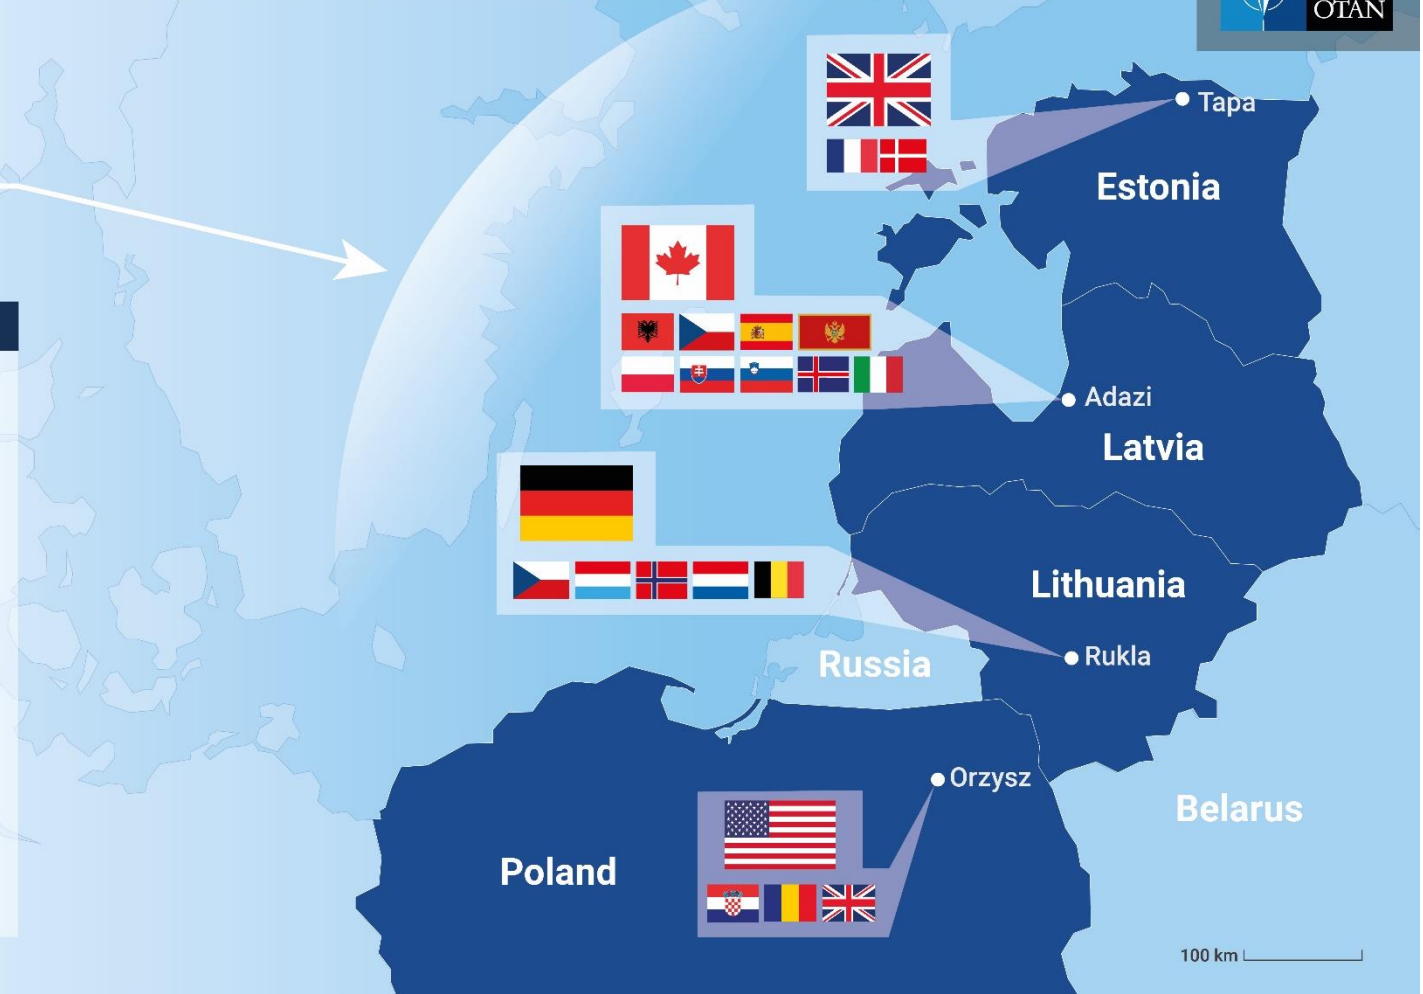 OTAN
Tapa
Estonia
Adazi
Latvia
Lithuania
Rukla
Russia
Orzysz
Belarus
Poland
100 km